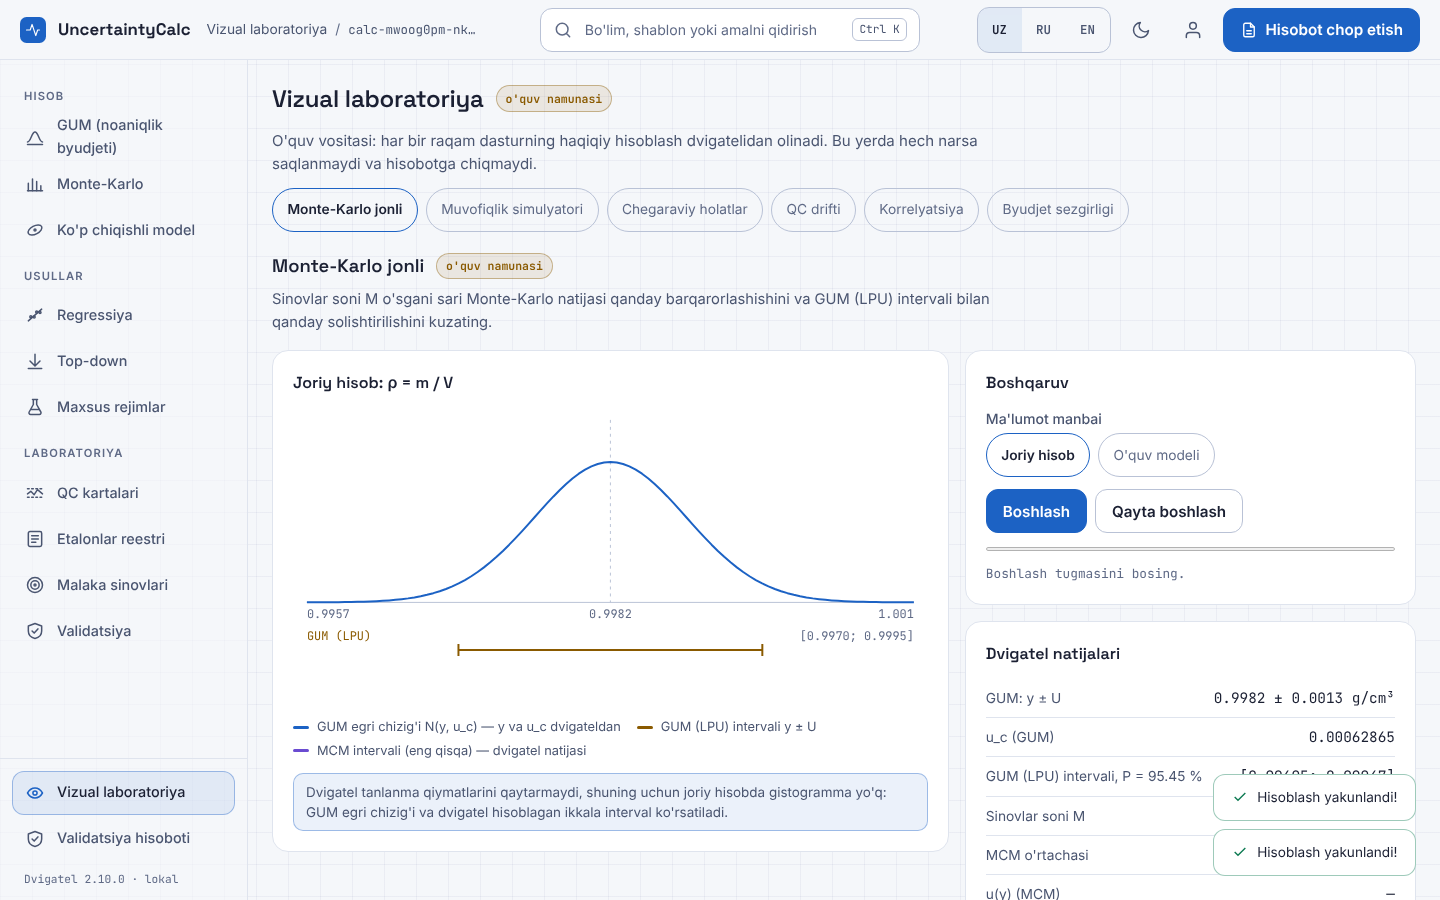 UncertaintyCalc
Vizual laboratoriya / calc-mwoog0pm-nk…
Bo'lim, shablon yoki amalni qidirish
Ctrl K
UZ RU EN
Hisobot chop etish
HISOB
GUM (noaniqlik
byudjeti)
Monte-Karlo
Ko'p chiqishli model
USULLAR
Regressiya
Top-down
Maxsus rejimlar
LABORATORIYA
QC kartalari
Etalonlar reestri
Malaka sinovlari
Validatsiya
Vizual laboratoriya
Validatsiya hisoboti
Dvigatel 2.10.0 · lokal
Vizual laboratoriya
o'quv namunasi
O'quv vositasi: har bir raqam dasturning haqiqiy hisoblash dvigatelidan olinadi. Bu yerda hech narsa
saqlanmaydi va hisobotga chiqmaydi.
Monte-Karlo jonli
Muvofiqlik simulyatori
Chegaraviy holatlar
QC drifti
Korrelyatsiya
Byudjet sezgirligi
Monte-Karlo jonli
o'quv namunasi
Sinovlar soni M o'sgani sari Monte-Karlo natijasi qanday barqarorlashishini va GUM (LPU) intervali bilan
qanday solishtirilishini kuzating.
Joriy hisob: ρ = m / V
0.9957 0.9982 1.001
GUM (LPU) [0.9970; 0.9995]
GUM egri chizig'i N(y, u_c) — y va u_c dvigateldan
GUM (LPU) intervali y ± U
MCM intervali (eng qisqa) — dvigatel natijasi
Dvigatel tanlanma qiymatlarini qaytarmaydi, shuning uchun joriy hisobda gistogramma yo'q:
GUM egri chizig'i va dvigatel hisoblagan ikkala interval ko'rsatiladi.
Boshqaruv
Ma'lumot manbai
Joriy hisob
O'quv modeli
Boshlash
Qayta boshlash
Boshlash tugmasini bosing.
Dvigatel natijalari
GUM: y ± U 0.9982 ± 0.0013 g/cm³
u_c (GUM) 0.00062865
GUM (LPU) intervali, P = 95.45 %
Sinovlar soni M
MCM o'rtachasi
u(y) (MCM) —
Hisoblash yakunlandi!
Hisoblash yakunlandi!